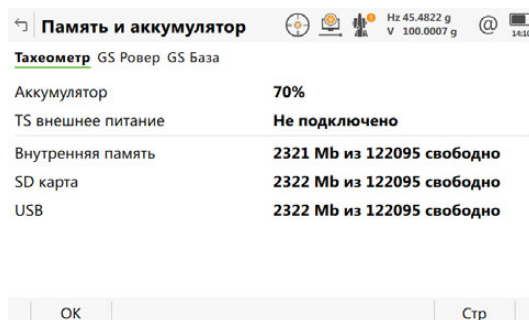 Память и аккумулятор
Hz 45.4822 g
V 100.0007 g
@
14:10
Тахеометр GS Ровер GS База
Аккумулятор 70%
TS внешнее питание Не подключено
Внутренняя память 2321 Mb из 122095 свободно
SD карта 2322 Mb из 122095 свободно
USB 2322 Mb из 122095 свободно
OK Стр